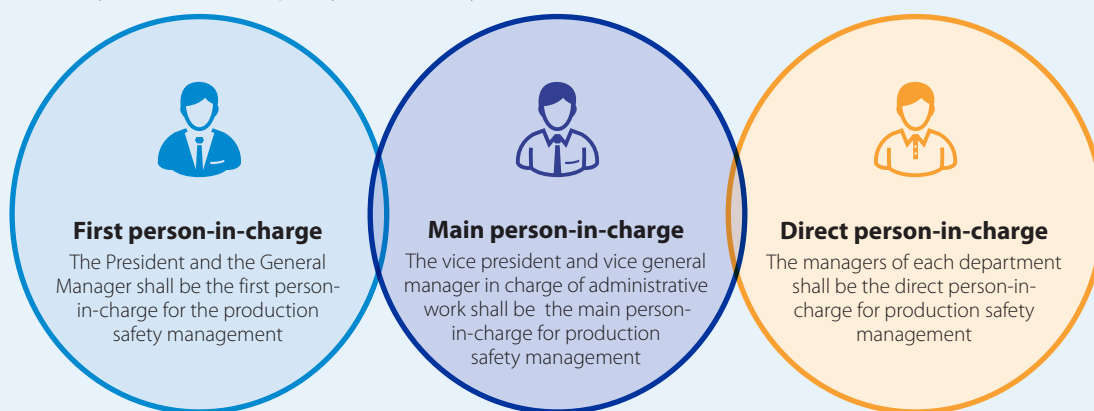 First person-in-charge
The President and the General
Manager shall be the first person-
in-charge for the production
safety management
Main person-in-charge
The vice president and vice general
manager in charge of administrative
work shall be  the main person-
in-charge for production
safety management
Direct person-in-charge
The managers of each department
shall be the direct person-in-
charge for production safety
management